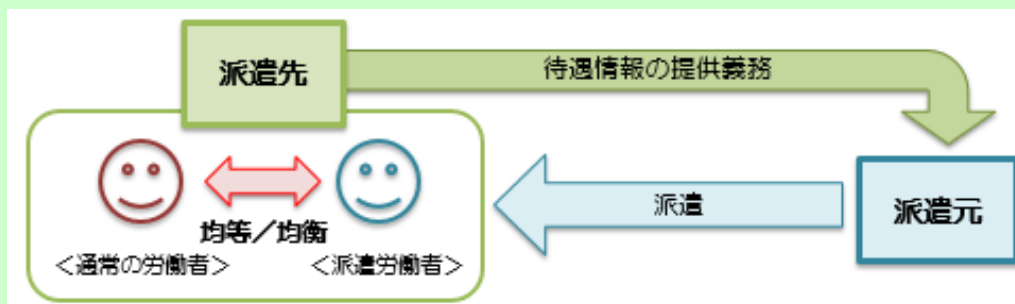 派遣先
待遇情報の提供義務
派遣
派遣元
均等／均衡
＜通常の労働者＞
＜派遣労働者＞